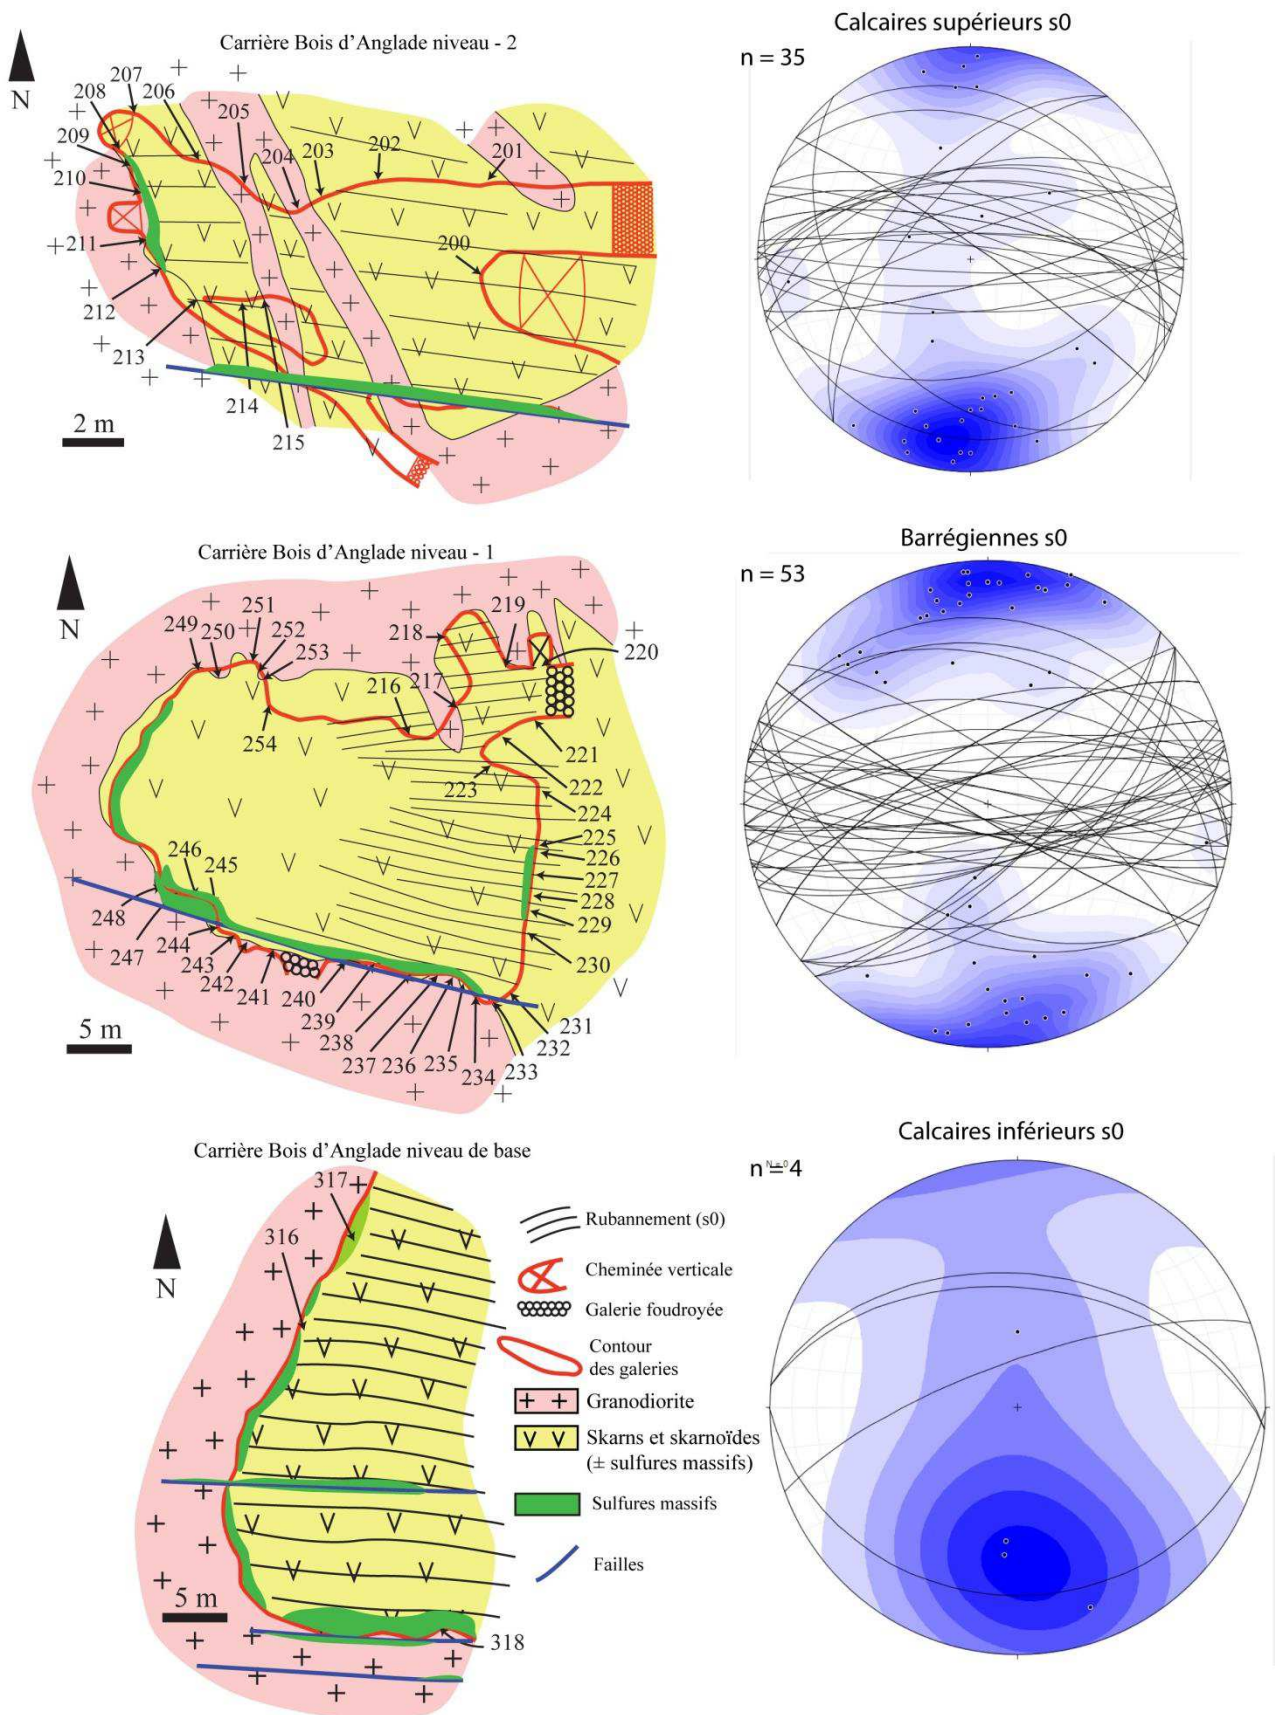 Carrière Bois d'Anglade niveau - 2
N
207
208
206
209
205
204
203
202
201
210
200
211
212
213
214
215
2 m
Calcaires supérieurs s0
n = 35
Carrière Bois d'Anglade niveau - 1
N
251
249
250
252
253
218
219
220
217
216
254
221
222
223
224
225
226
227
228
229
230
246
245
248
247
244
243
242
241
240
239
238
237
236
235
234
233
232
231
5 m
Barrégiennes s0
n = 53
Carrière Bois d'Anglade niveau de base
N
317
316
318
5 m
Rubannement (s0)
Cheminée verticale
Galerie foudroyée
Contour
des galeries
Granodiorite
Skarns et skarnoïdes
(± sulfures massifs)
Sulfures massifs
Failles
Calcaires inférieurs s0
n = 4